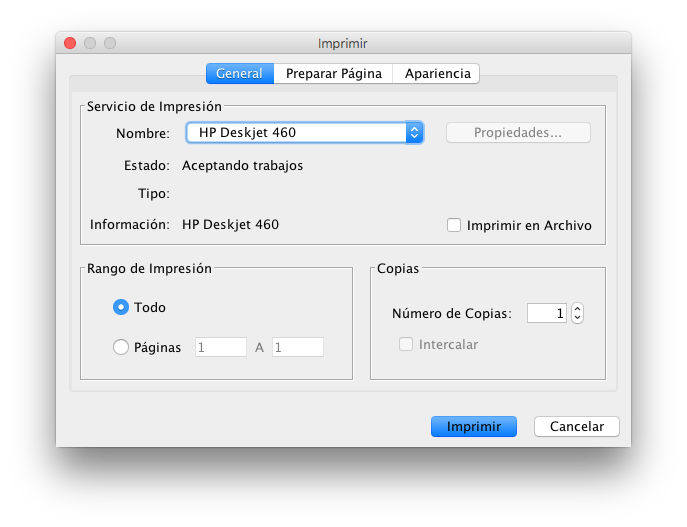 Imprimir
General Preparar Página Apariencia
Servicio de Impresión
Nombre: HP Deskjet 460 Propiedades...
Estado: Aceptando trabajos
Tipo:
Información: HP Deskjet 460 Imprimir en Archivo
Rango de Impresión
Todo
Páginas 1 A 1
Copias
Número de Copias: 1
Intercalar
Imprimir Cancelar